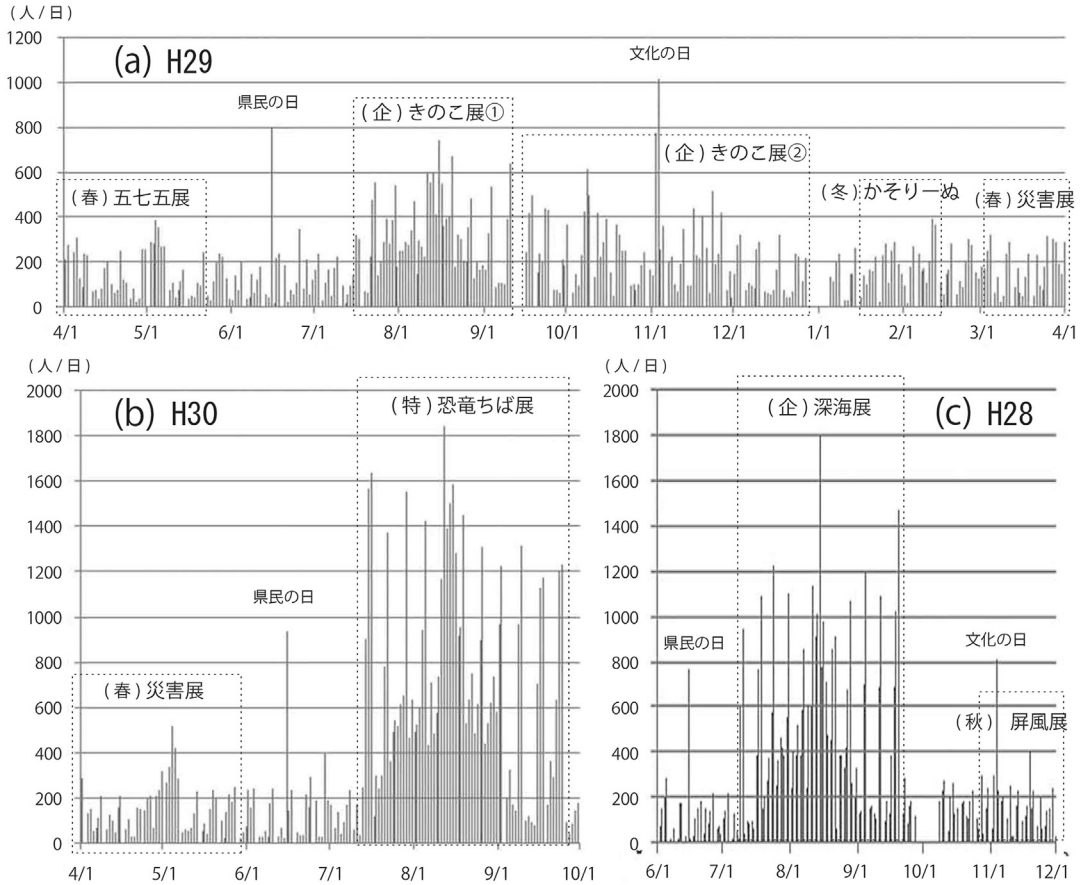 (人/日)
1200
1000
800
600
400
200
0
(a) H29
県民の日
文化の日
(春)五七五展
(企)きのこ展①
(企)きのこ展②
(冬)かそりーぬ
(春)災害展
4/1 5/1 6/1 7/1 8/1 9/1 10/1 11/1 12/1 1/1 2/1 3/1 4/1
(人/日)
2000
1800
1600
1400
1200
1000
800
600
400
200
0
(b) H30
(特)恐竜ちば展
県民の日
(春)災害展
4/1 5/1 6/1 7/1 8/1 9/1 10/1
(人/日)
2000
1800
1600
1400
1200
1000
800
600
400
200
0
(企)深海展
(c) H28
県民の日
文化の日
(秋) 屏風展
6/1 7/1 8/1 9/1 10/1 11/1 12/1